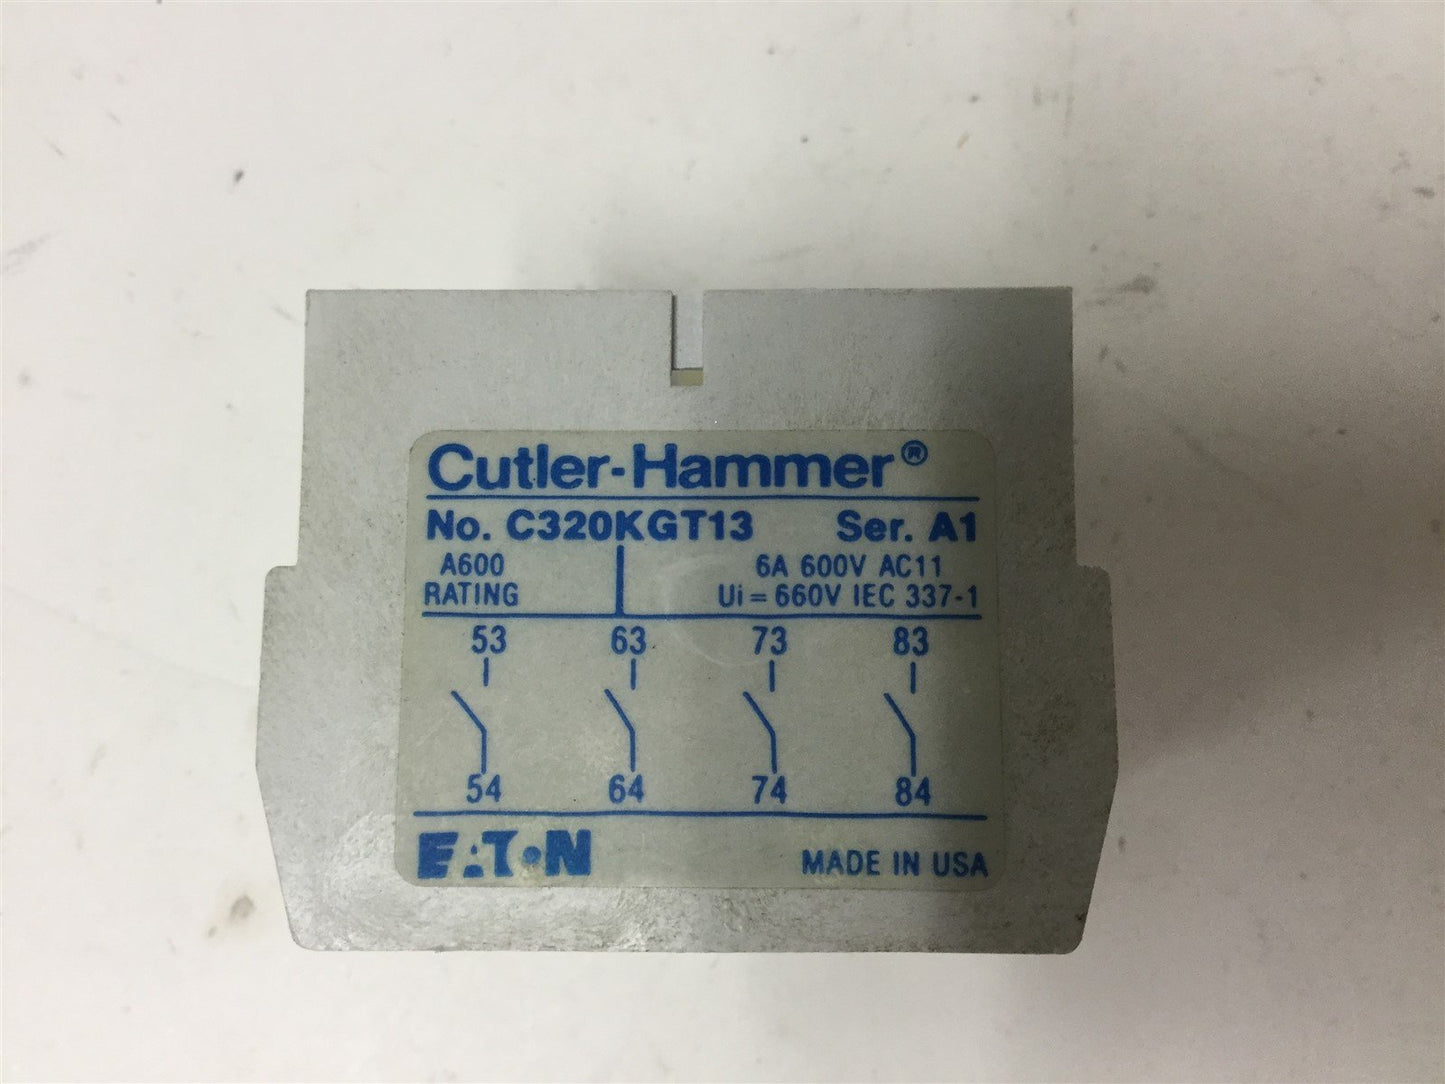 Cutler-Hammer®
No. C320KGT13 Ser. A1
A600 6A 600V AC11
RATING Ui = 660V IEC 337-1
53 63 73 83
54 64 74 84
EATON MADE IN USA